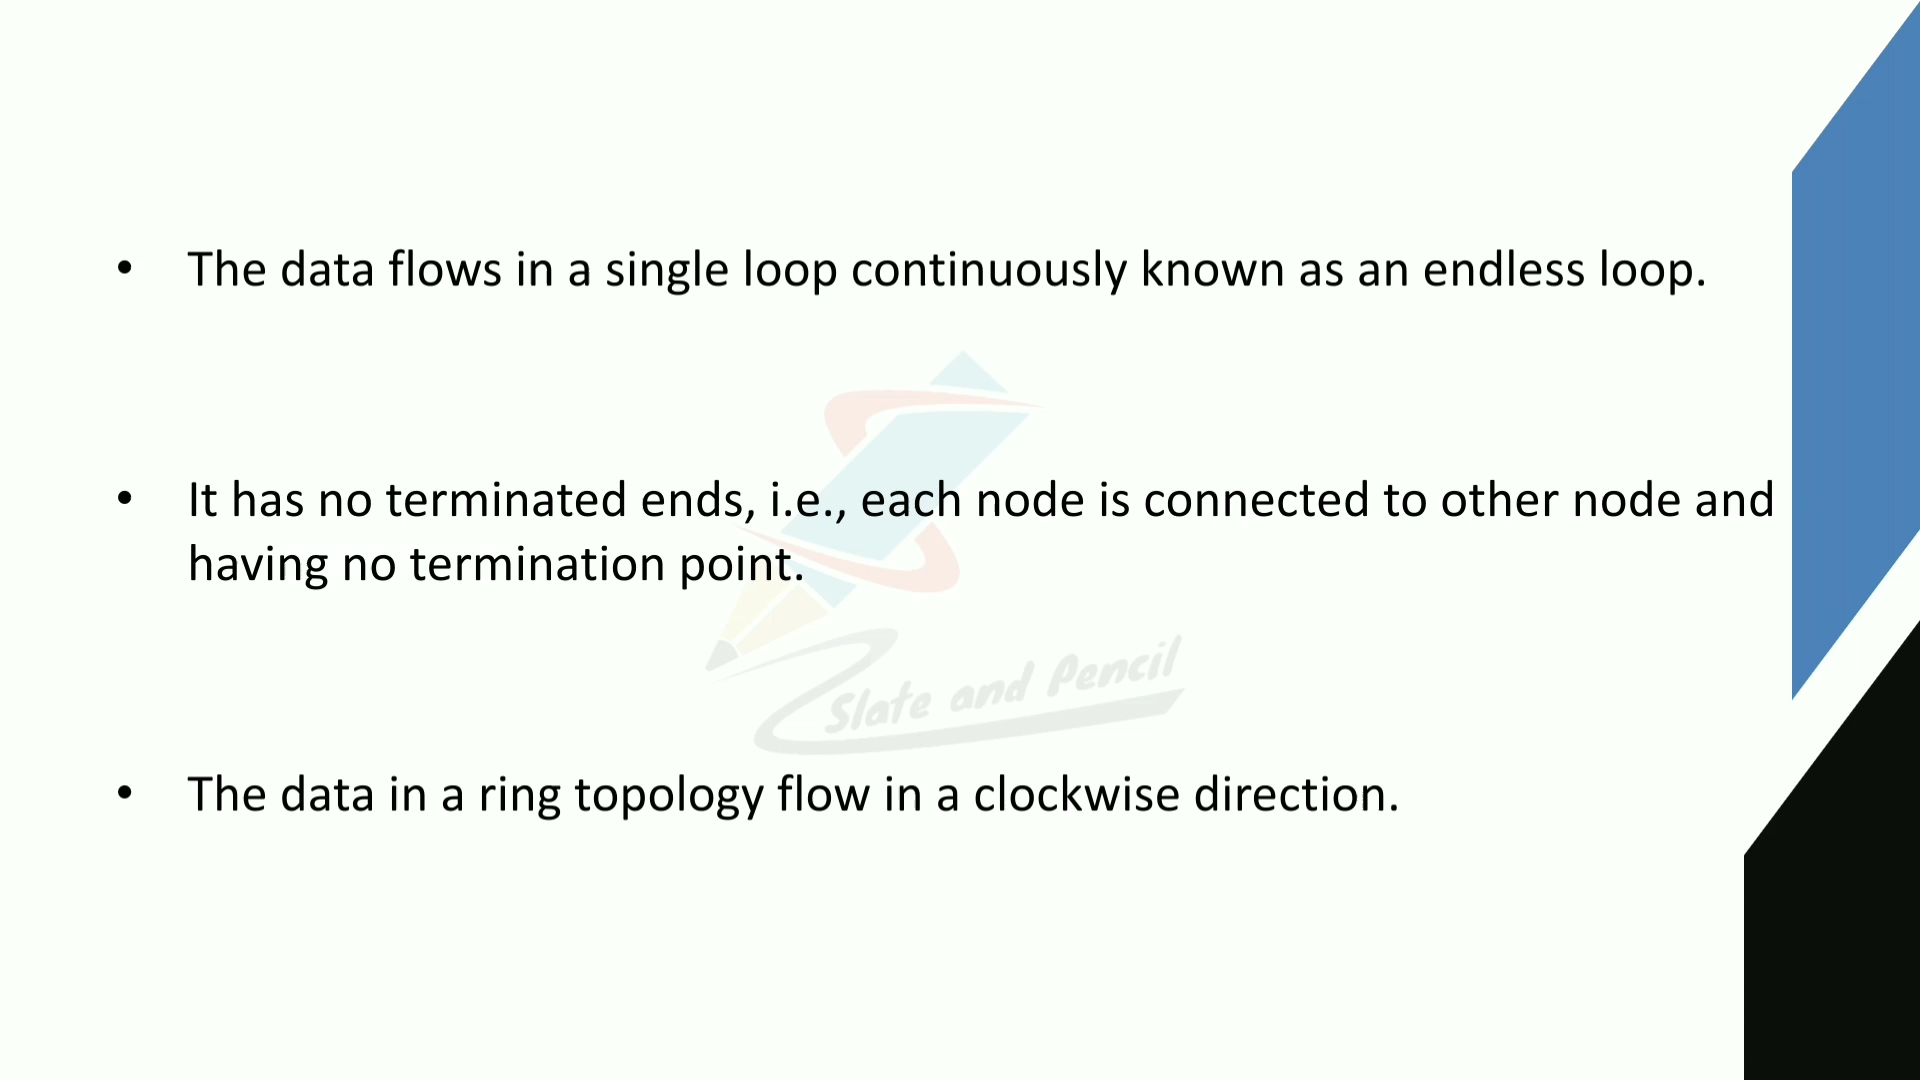 • The data flows in a single loop continuously known as an endless loop.
• It has no terminated ends, i.e., each node is connected to other node and
having no termination point.
Slate and Pencil
• The data in a ring topology flow in a clockwise direction.